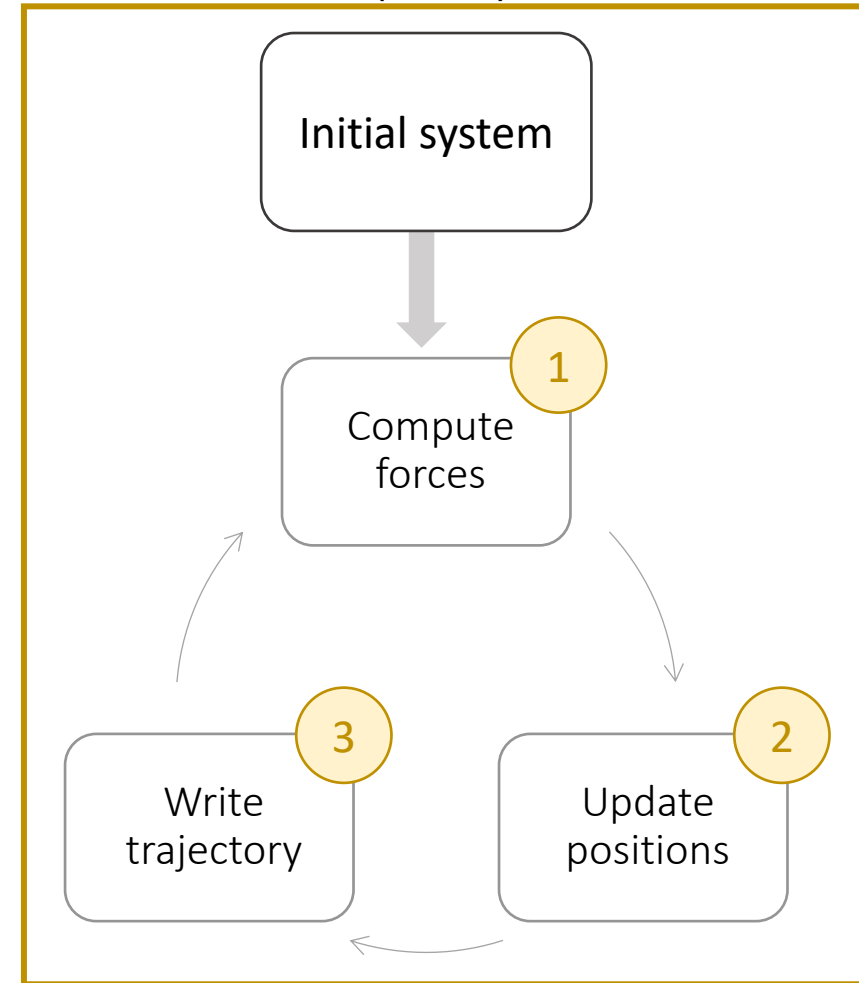 Initial system
1
Compute
forces
3
2
Write
trajectory
Update
positions